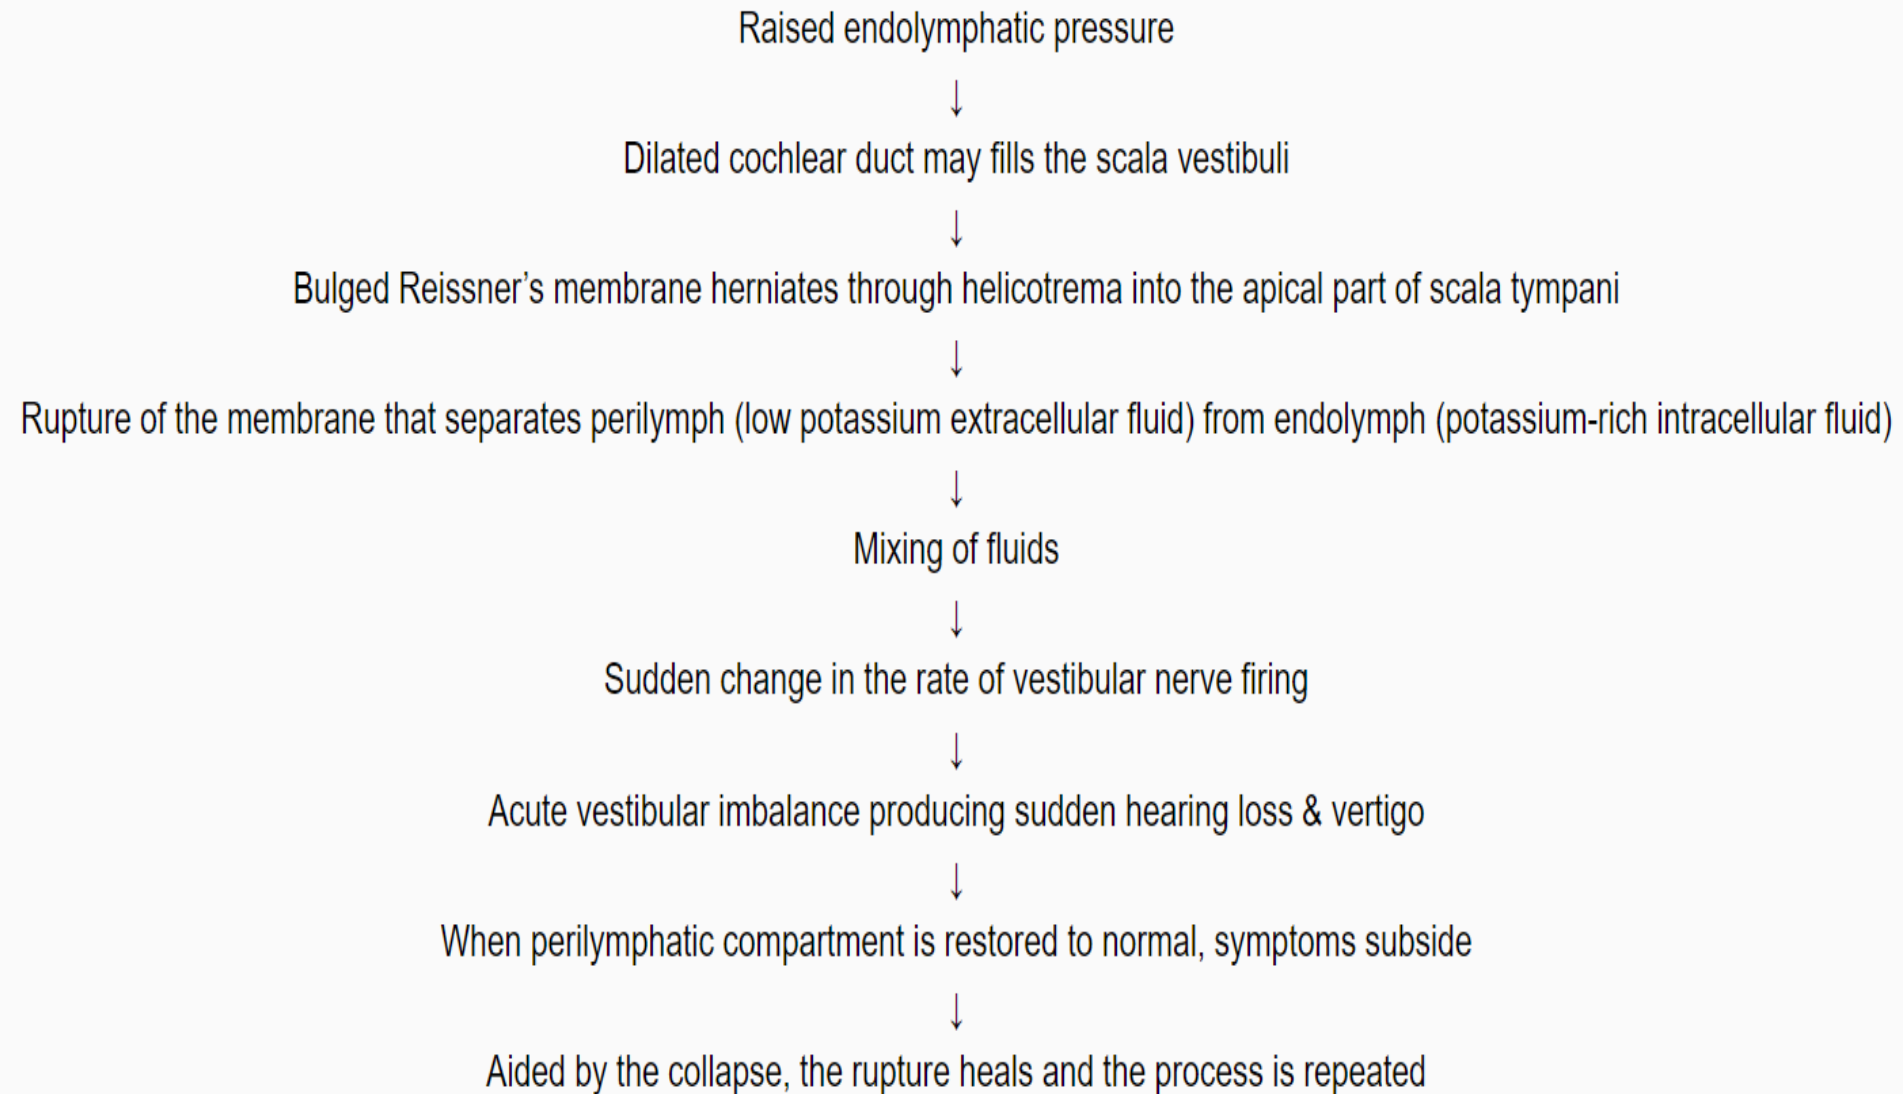 Raised endolymphatic pressure
↓
Dilated cochlear duct may fills the scala vestibuli
↓
Bulged Reissner’s membrane herniates through helicotrema into the apical part of scala tympani
↓
Rupture of the membrane that separates perilymph (low potassium extracellular fluid) from endolymph (potassium-rich intracellular fluid)
↓
Mixing of fluids
↓
Sudden change in the rate of vestibular nerve firing
↓
Acute vestibular imbalance producing sudden hearing loss & vertigo
↓
When perilymphatic compartment is restored to normal, symptoms subside
↓
Aided by the collapse, the rupture heals and the process is repeated